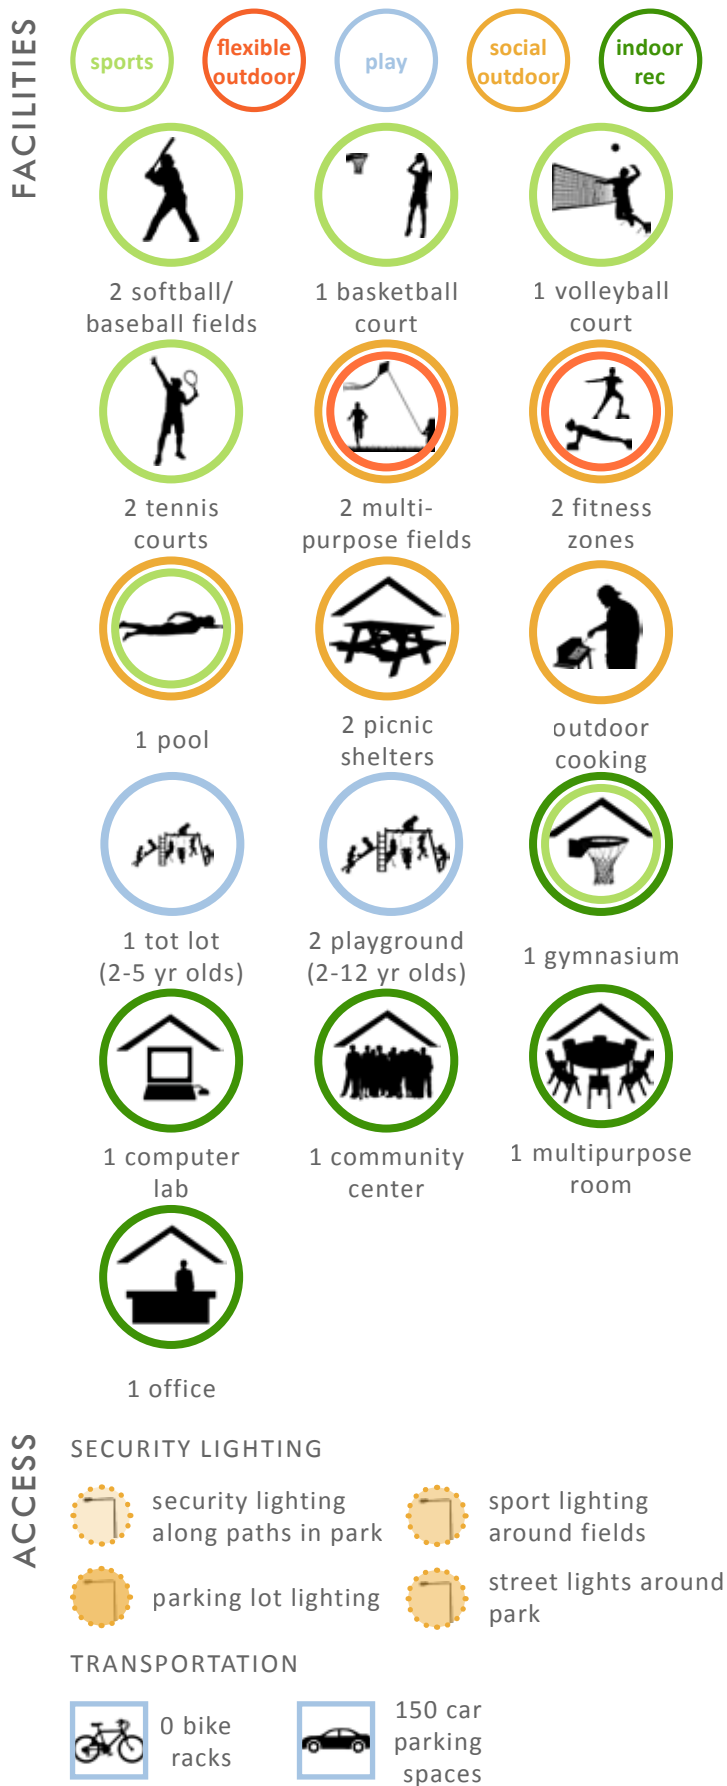 FACILITIES
sports
flexible
outdoor
play
social
outdoor
indoor
rec
2 softball/
baseball fields
1 basketball
court
1 volleyball
court
2 tennis
courts
2 multi-
purpose fields
2 fitness
zones
1 pool
2 picnic
shelters
outdoor
cooking
1 tot lot
(2-5 yr olds)
2 playground
(2-12 yr olds)
1 gymnasium
1 computer
lab
1 community
center
1 multipurpose
room
1 office
ACCESS
SECURITY LIGHTING
security lighting
along paths in park
sport lighting
around fields
parking lot lighting
street lights around
park
TRANSPORTATION
0 bike
racks
150 car
parking
spaces